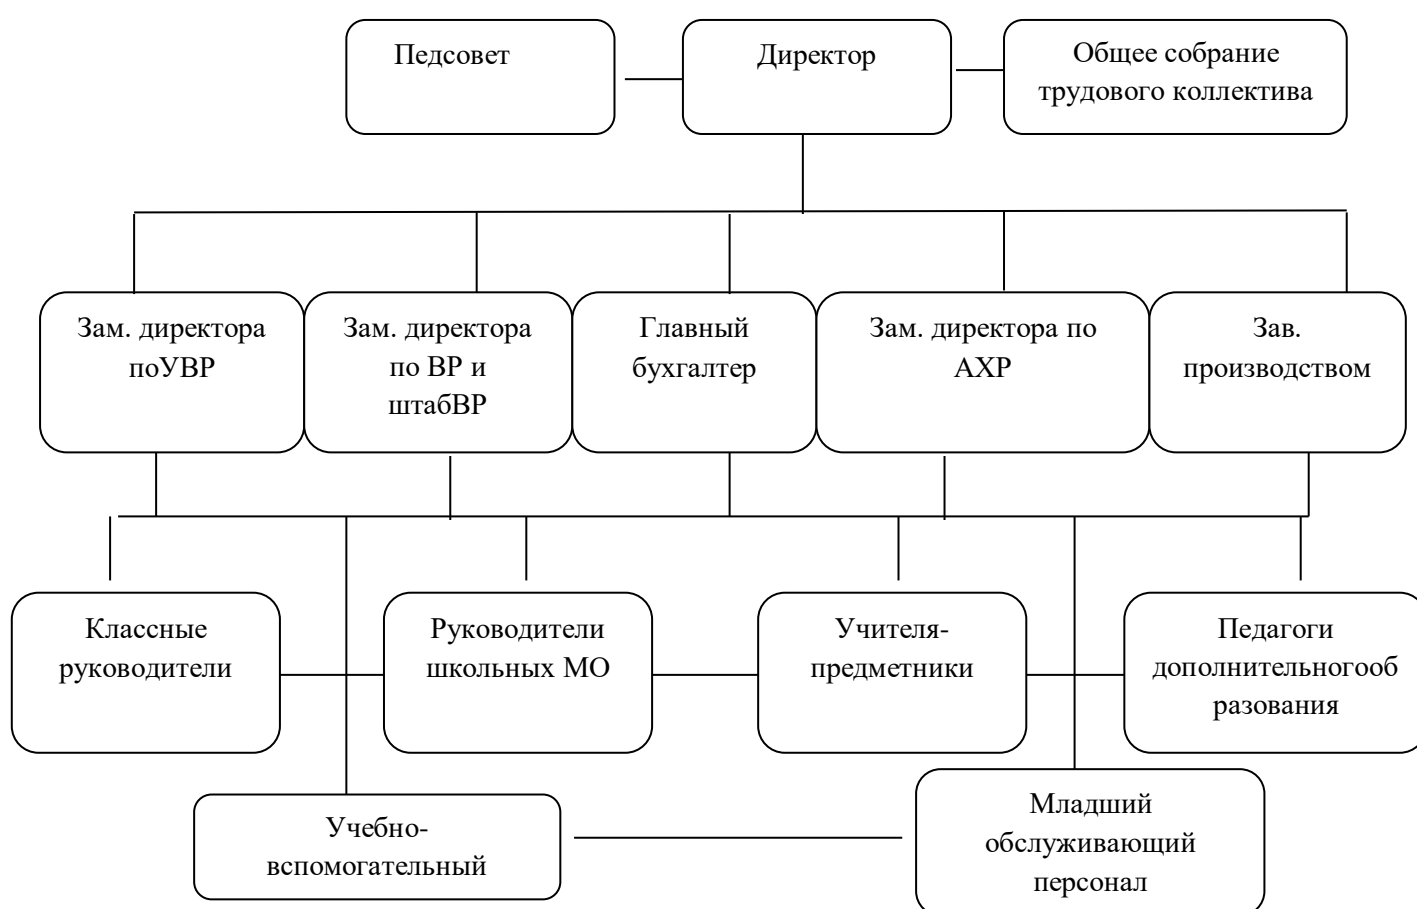 Педсовет
Директор
Общее собрание
трудового коллектива
Зам. директора
поУВР
Зам. директора
по ВР и
штабВР
Главный
бухгалтер
Зам. директора по
АХР
Зав.
производством
Классные
руководители
Руководители
школьных МО
Учителя-
предметники
Педагоги
дополнительногооб
разования
Учебно-
вспомогательный
Младший
обслуживающий
персонал